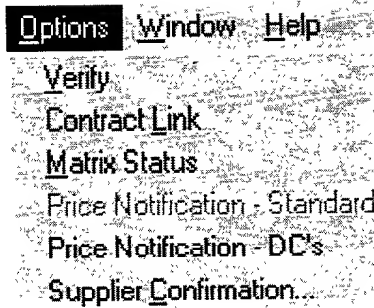 Options Window Help
Verify
Contract Link
Matrix Status
Price Notification - Standard
Price Notification - DC's
Supplier Confirmation...